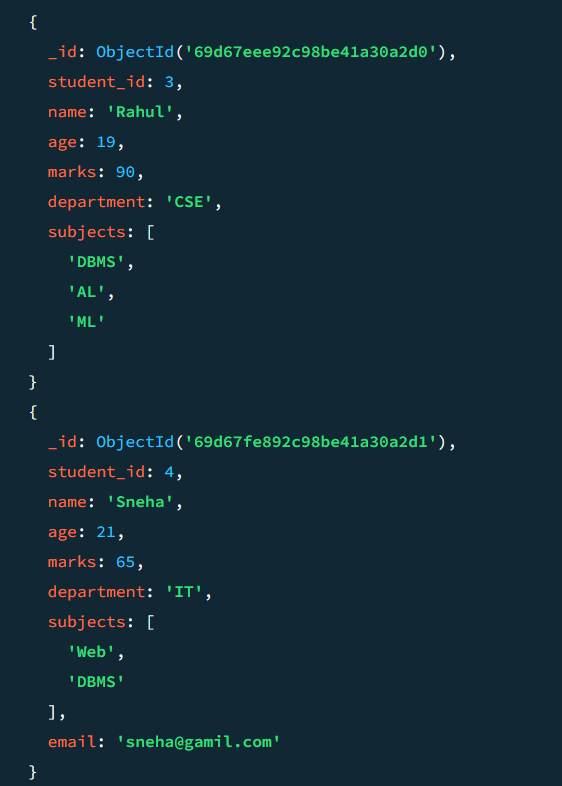 {
_id: ObjectId('69d67eee92c98be41a30a2d0'),
student_id: 3,
name: 'Rahul',
age: 19,
marks: 90,
department: 'CSE',
subjects: [
'DBMS',
'AL',
'ML'
]
}
{
_id: ObjectId('69d67fe892c98be41a30a2d1'),
student_id: 4,
name: 'Sneha',
age: 21,
marks: 65,
department: 'IT',
subjects: [
'Web',
'DBMS'
],
email: 'sneha@gamil.com'
}